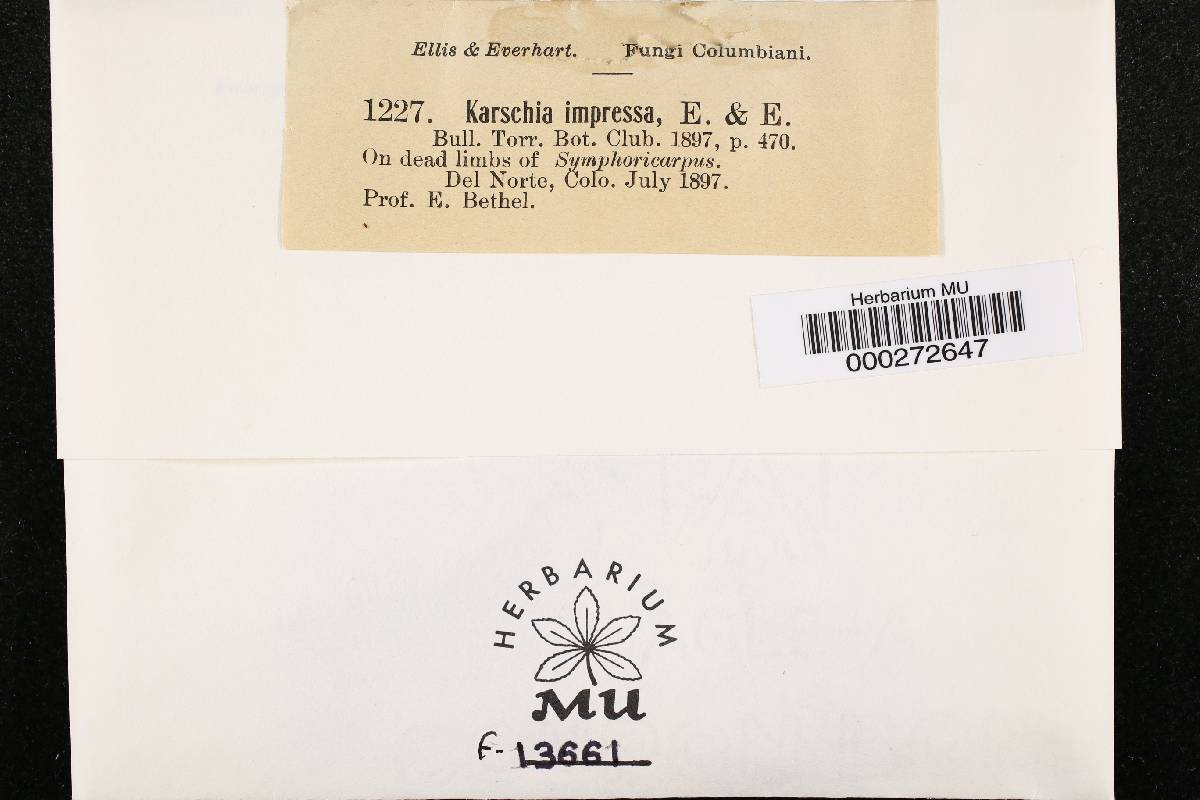 Ellis & Everhart. Fungi Columbiani.
1227. Karschia impressa, E. & E.
Bull. Torr. Bot. Club. 1897, p. 470.
On dead limbs of Symphoricarpus.
Del Norte, Colo. July 1897.
Prof. E. Bethel.
Herbarium MU
000272647
HERBARIUM
MU
F-13661